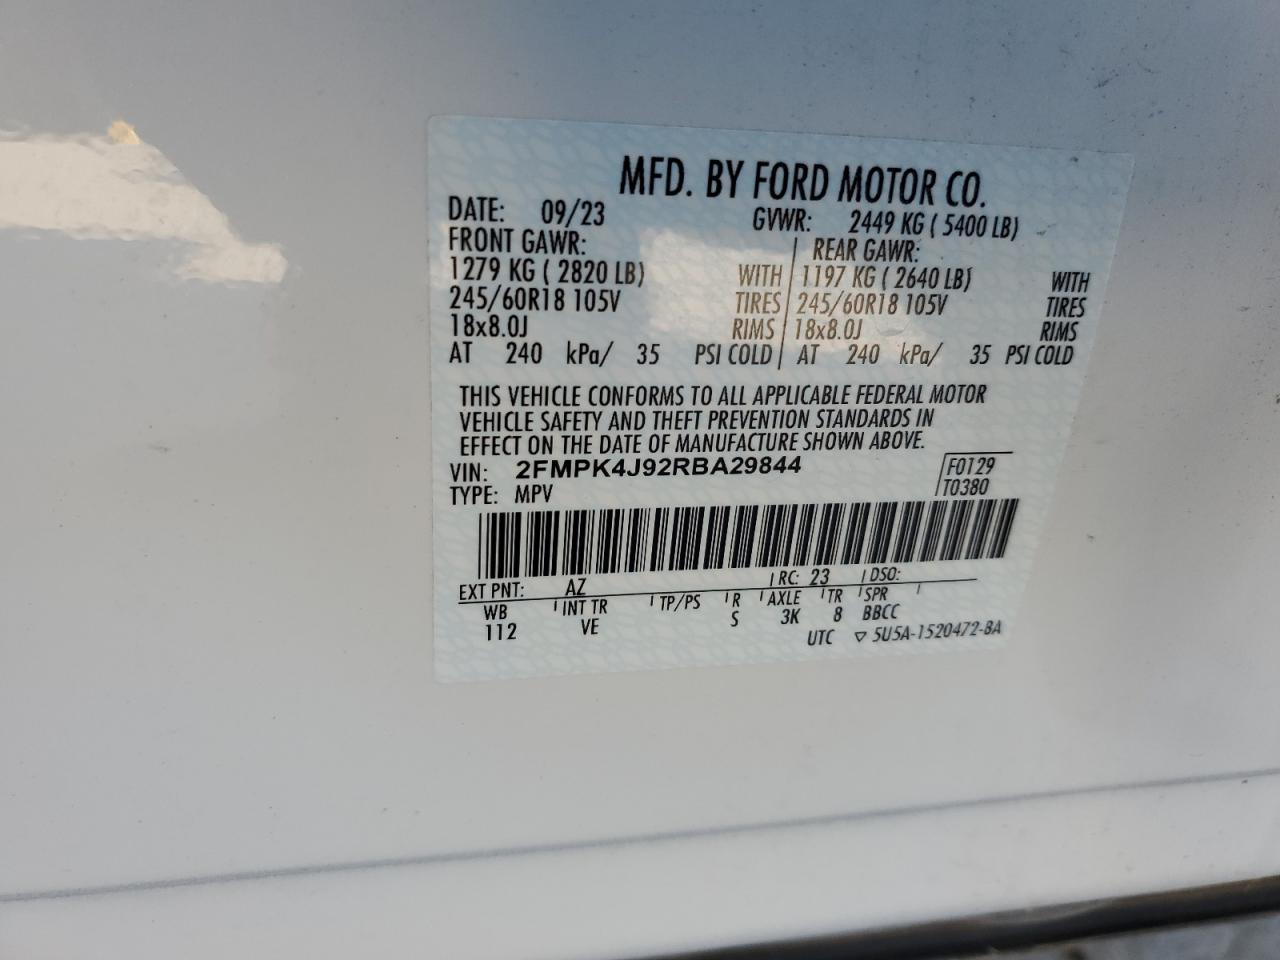 MFD. BY FORD MOTOR CO.
DATE: 09/23 GVWR: 2449 KG ( 5400 LB)
FRONT GAWR: REAR GAWR:
1279 KG ( 2820 LB) WITH 1197 KG ( 2640 LB) WITH
245/60R18 105V TIRES 245/60R18 105V TIRES
18x8.0J RIMS 18x8.0J RIMS
AT 240 kPa/ 35 PSI COLD AT 240 kPa/ 35 PSI COLD
THIS VEHICLE CONFORMS TO ALL APPLICABLE FEDERAL MOTOR
VEHICLE SAFETY AND THEFT PREVENTION STANDARDS IN
EFFECT ON THE DATE OF MANUFACTURE SHOWN ABOVE.
VIN: 2FMPK4J92RBA29844 F0129
TYPE: MPV T0380
EXT PNT: AZ RC: 23 DSO:
WB INT TR TP/PS R AXLE TR SPR
112 VE S 3K 8 BBCC
UTC ▽ 5U5A-1520472-BA